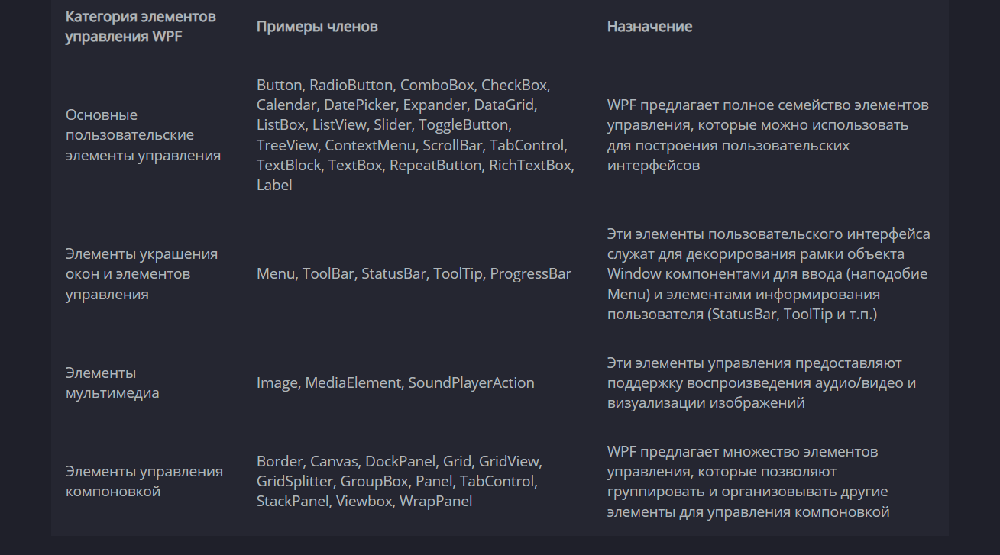 Категория элементов
управления WPF
Примеры членов
Назначение
Основные
пользовательские
элементы управления
Button, RadioButton, ComboBox, CheckBox,
Calendar, DatePicker, Expander, DataGrid,
ListBox, ListView, Slider, ToggleButton,
TreeView, ContextMenu, ScrollBar, TabControl,
TextBlock, TextBox, RepeatButton, RichTextBox,
Label
WPF предлагает полное семейство элементов
управления, которые можно использовать
для построения пользовательских
интерфейсов
Элементы украшения
окон и элементов
управления
Menu, ToolBar, StatusBar, ToolTip, ProgressBar
Эти элементы пользовательского интерфейса
служат для декорирования рамки объекта
Window компонентами для ввода (наподобие
Menu) и элементами информирования
пользователя (StatusBar, ToolTip и т.п.)
Элементы
мультимедиа
Image, MediaElement, SoundPlayerAction
Эти элементы управления предоставляют
поддержку воспроизведения аудио/видео и
визуализации изображений
Элементы управления
компоновкой
Border, Canvas, DockPanel, Grid, GridView,
GridSplitter, GroupBox, Panel, TabControl,
StackPanel, Viewbox, WrapPanel
WPF предлагает множество элементов
управления, которые позволяют
группировать и организовывать другие
элементы для управления компоновкой